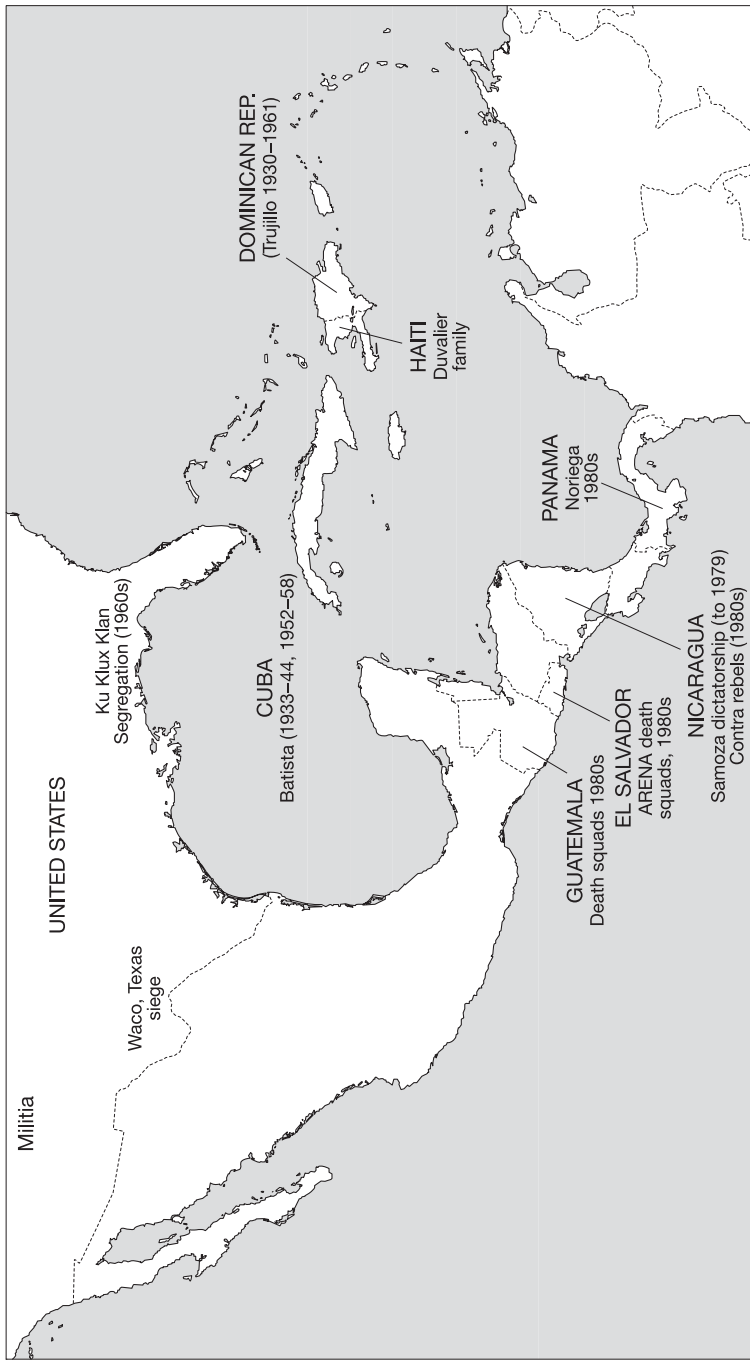 Militia
UNITED STATES
Waco, Texas
siege
Ku Klux Klan
Segregation (1960s)
CUBA
Batista (1933–44, 1952–58)
DOMINICAN REP.
(Trujillo 1930–1961)
HAITI
Duvalier
family
PANAMA
Noriega
1980s
GUATEMALA
Death squads 1980s
EL SALVADOR
ARENA death
squads, 1980s
NICARAGUA
Samoza dictatorship (to 1979)
Contra rebels (1980s)